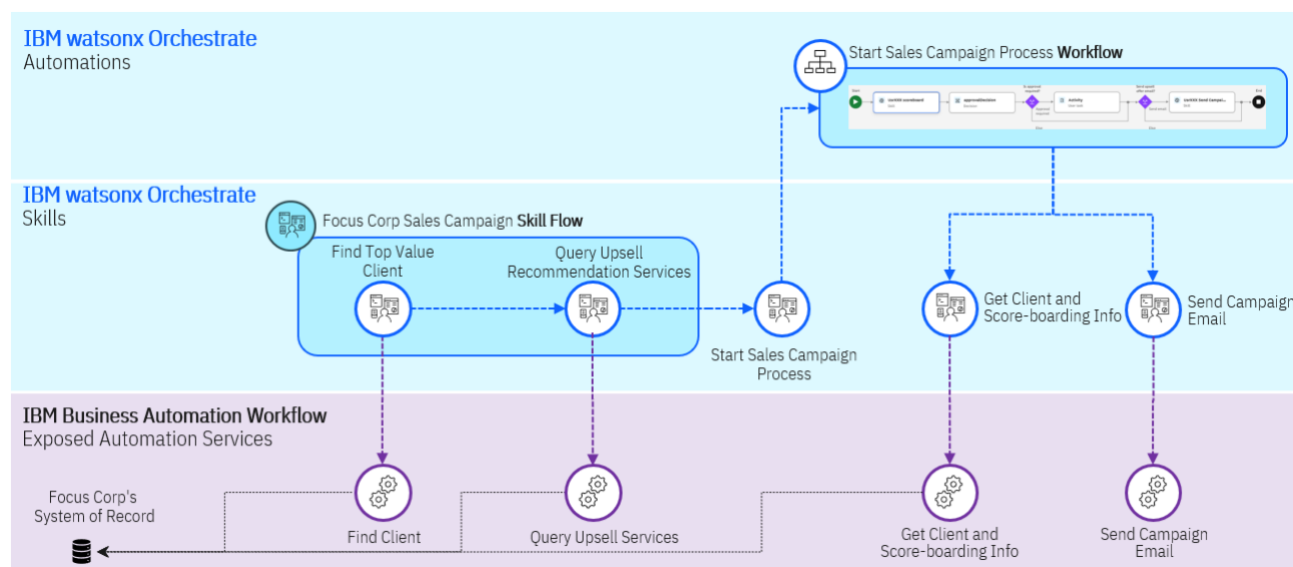 IBM watsonx Orchestrate
Automations
Start Sales Campaign Process Workflow
IBM watsonx Orchestrate
Skills
Focus Corp Sales Campaign Skill Flow
Find Top Value
Client
Query Upsell
Recommendation Services
Start Sales Campaign
Process
Get Client and
Score-boarding Info
Send Campaign
Email
IBM Business Automation Workflow
Exposed Automation Services
Focus Corp's
System of Record
Find Client
Query Upsell Services
Get Client and
Score-boarding Info
Send Campaign
Email